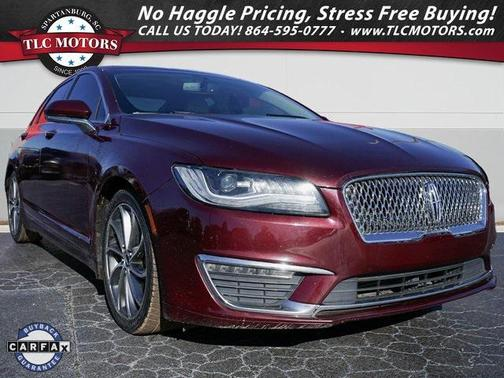 SPARTANBURG, SC
TLC MOTORS
No Haggle Pricing, Stress Free Buying!
CALL US TODAY! 864-595-0777 • www.TLCMOTORS.com
BUYBACK
CARFAX
GUARANTEE